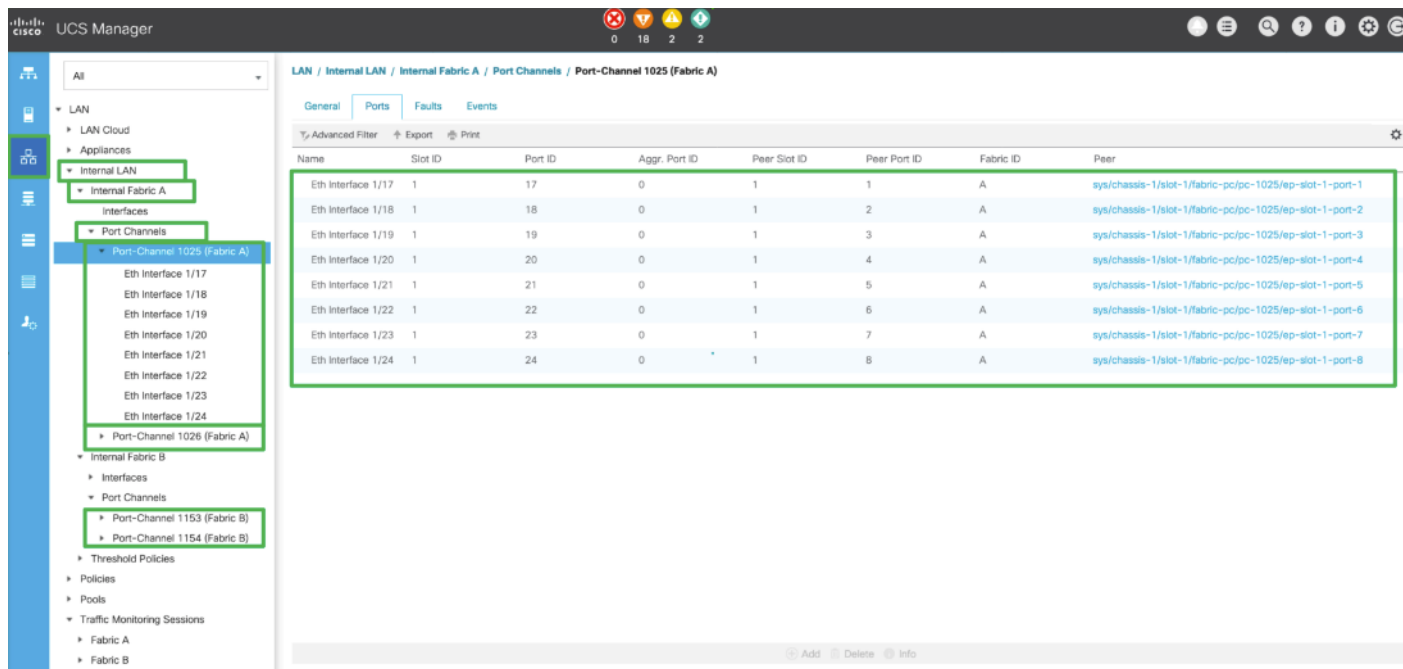 cisco UCS Manager
0 18 2 2
All
LAN
LAN Cloud
Appliances
Internal LAN
Internal Fabric A
Interfaces
Port Channels
Port-Channel 1025 (Fabric A)
Eth Interface 1/17
Eth Interface 1/18
Eth Interface 1/19
Eth Interface 1/20
Eth Interface 1/21
Eth Interface 1/22
Eth Interface 1/23
Eth Interface 1/24
Port-Channel 1026 (Fabric A)
Internal Fabric B
Interfaces
Port Channels
Port-Channel 1153 (Fabric B)
Port-Channel 1154 (Fabric B)
Threshold Policies
Policies
Pools
Traffic Monitoring Sessions
Fabric A
Fabric B
LAN / Internal LAN / Internal Fabric A / Port Channels / Port-Channel 1025 (Fabric A)
General Ports Faults Events
Advanced Filter Export Print
Name Slot ID Port ID Aggr. Port ID Peer Slot ID Peer Port ID Fabric ID Peer
Eth Interface 1/17 1 17 0 1 1 A sys/chassis-1/slot-1/fabric-pc/pc-1025/ep-slot-1-port-1
Eth Interface 1/18 1 18 0 1 2 A sys/chassis-1/slot-1/fabric-pc/pc-1025/ep-slot-1-port-2
Eth Interface 1/19 1 19 0 1 3 A sys/chassis-1/slot-1/fabric-pc/pc-1025/ep-slot-1-port-3
Eth Interface 1/20 1 20 0 1 4 A sys/chassis-1/slot-1/fabric-pc/pc-1025/ep-slot-1-port-4
Eth Interface 1/21 1 21 0 1 5 A sys/chassis-1/slot-1/fabric-pc/pc-1025/ep-slot-1-port-5
Eth Interface 1/22 1 22 0 1 6 A sys/chassis-1/slot-1/fabric-pc/pc-1025/ep-slot-1-port-6
Eth Interface 1/23 1 23 0 1 7 A sys/chassis-1/slot-1/fabric-pc/pc-1025/ep-slot-1-port-7
Eth Interface 1/24 1 24 0 1 8 A sys/chassis-1/slot-1/fabric-pc/pc-1025/ep-slot-1-port-8
Add Delete Info